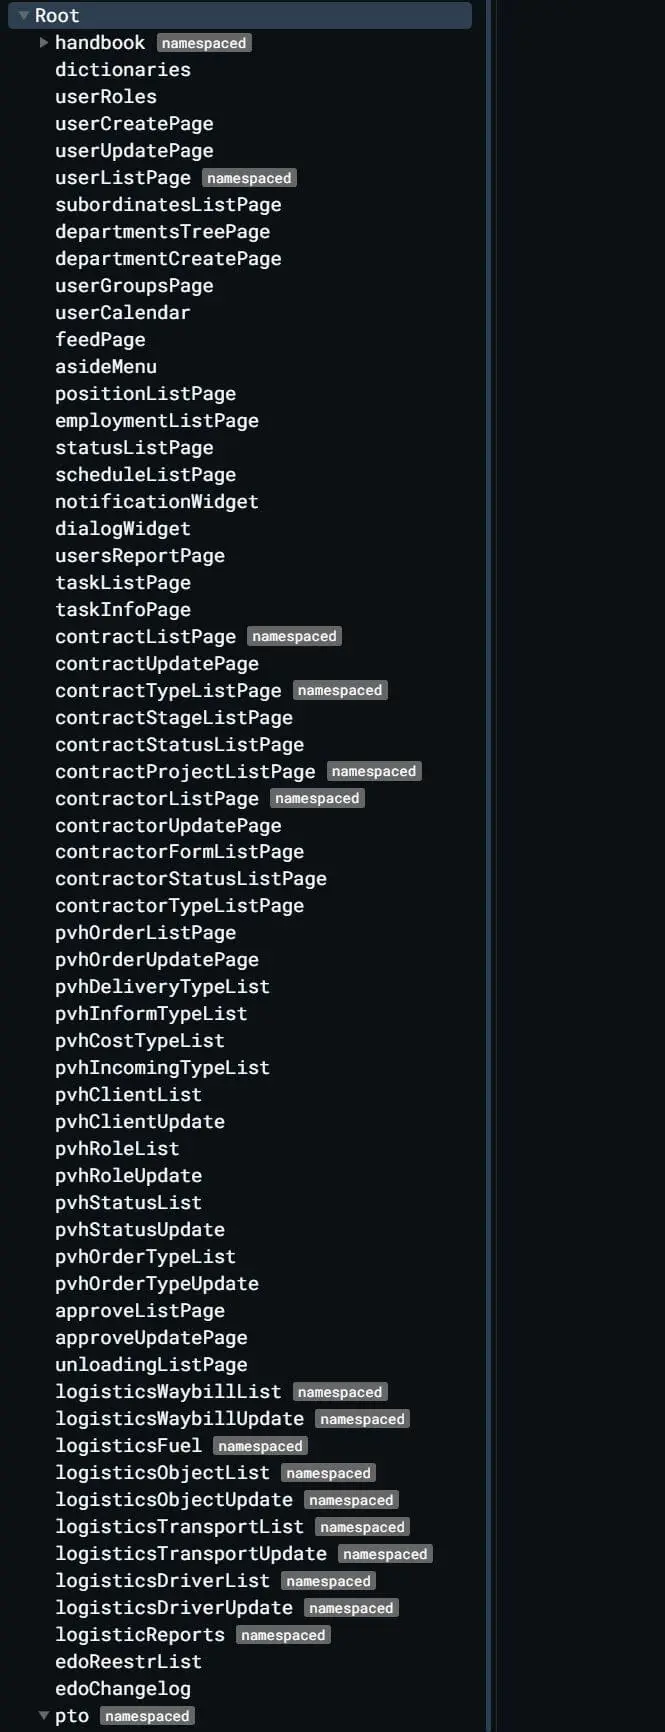 Root
handbook namespaced
dictionaries
userRoles
userCreatePage
userUpdatePage
userListPage namespaced
subordinatesListPage
departmentsTreePage
departmentCreatePage
userGroupsPage
userCalendar
feedPage
asideMenu
positionListPage
employmentListPage
statusListPage
scheduleListPage
notificationWidget
dialogWidget
usersReportPage
taskListPage
taskInfoPage
contractListPage namespaced
contractUpdatePage
contractTypeListPage namespaced
contractStageListPage
contractStatusListPage
contractProjectListPage namespaced
contractorListPage namespaced
contractorUpdatePage
contractorFormListPage
contractorStatusListPage
contractorTypeListPage
pvhOrderListPage
pvhOrderUpdatePage
pvhDeliveryTypeList
pvhInformTypeList
pvhCostTypeList
pvhIncomingTypeList
pvhClientList
pvhClientUpdate
pvhRoleList
pvhRoleUpdate
pvhStatusList
pvhStatusUpdate
pvhOrderTypeList
pvhOrderTypeUpdate
approveListPage
approveUpdatePage
unloadingListPage
logisticsWaybillList namespaced
logisticsWaybillUpdate namespaced
logisticsFuel namespaced
logisticsObjectList namespaced
logisticsObjectUpdate namespaced
logisticsTransportList namespaced
logisticsTransportUpdate namespaced
logisticsDriverList namespaced
logisticsDriverUpdate namespaced
logisticReports namespaced
edoReestrList
edoChangelog
pto namespaced